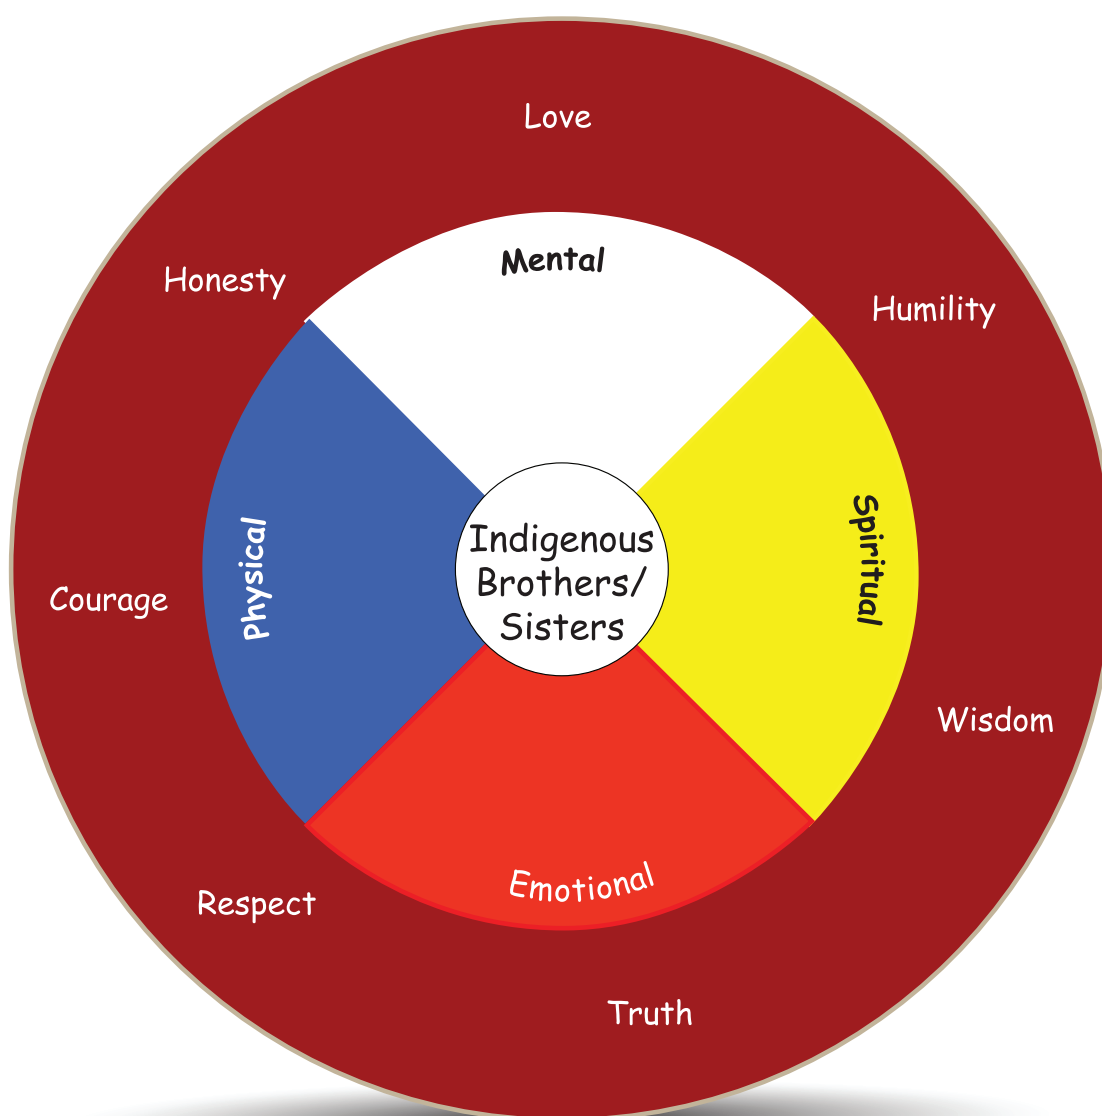 Love
Mental
Honesty
Humility
Physical
Spiritual
Indigenous
Brothers/
Sisters
Courage
Wisdom
Emotional
Respect
Truth